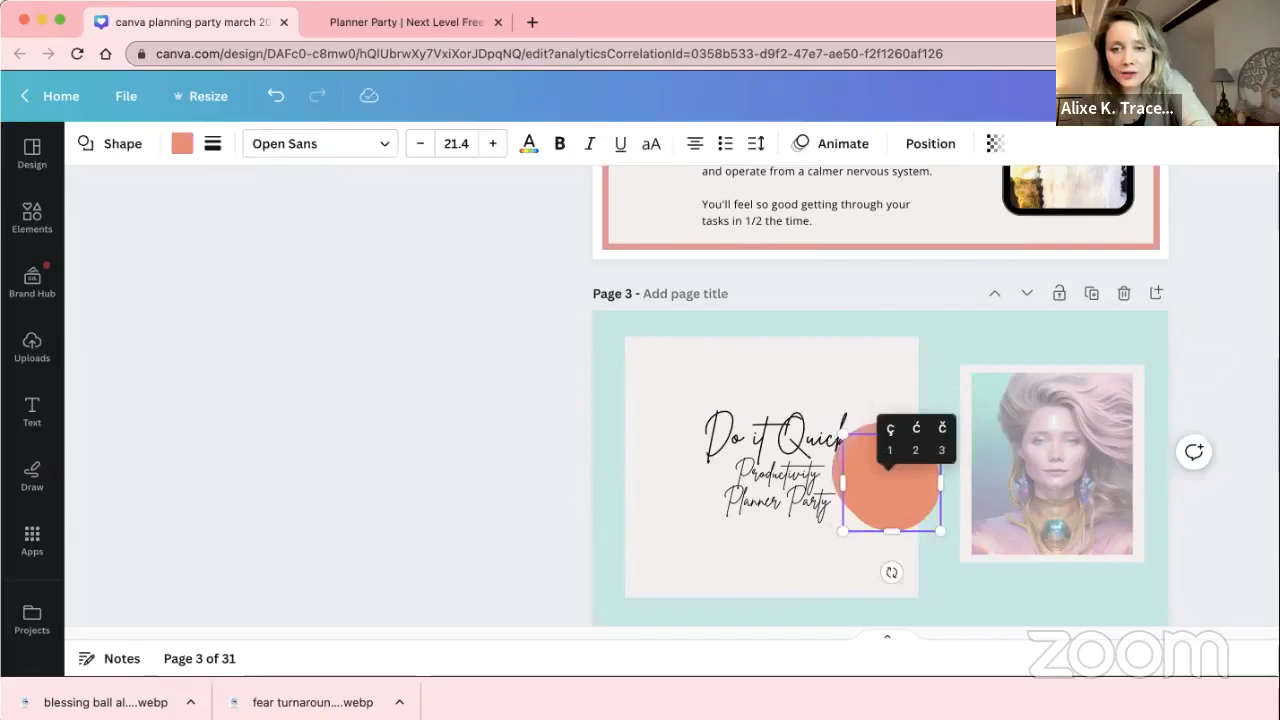 canva planning party march 20
Planner Party | Next Level Free
canva.com/design/DAFc0-c8mw0/hQlUbrwXy7VxiXorJDpqNQ/edit?analyticsCorrelationId=0358b533-d9f2-47e7-ae50-f2f1260af126
Alixe K. Trace...
Home
File
Resize
Shape
Open Sans
– 21.4 +
A
B
I
U
aA
Animate
Position
Design
Elements
Brand Hub
Uploads
Text
Draw
Apps
Projects
and operate from a calmer nervous system.
You'll feel so good getting through your
tasks in 1/2 the time.
Page 3 - Add page title
Do it Quick
Productivity
Planner Party
ç ć č
1 2 3
Notes
Page 3 of 31
zoom
blessing ball al....webp
fear turnaroun....webp